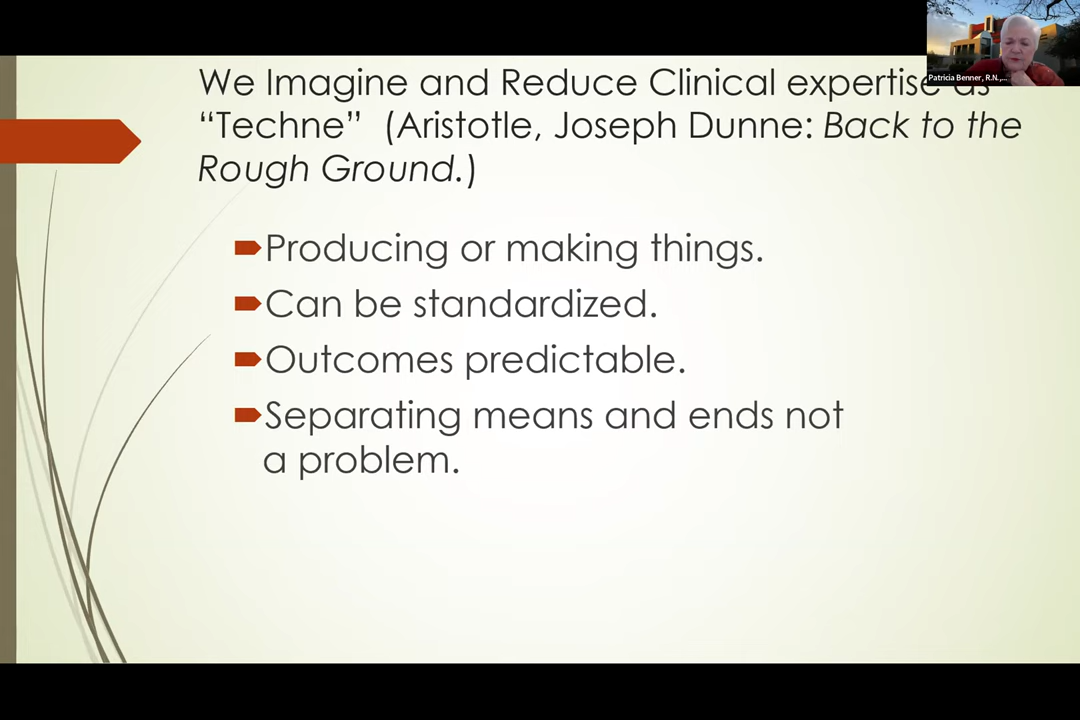 We Imagine and Reduce Clinical expertise as
“Techne” (Aristotle, Joseph Dunne: Back to the
Rough Ground.)
Producing or making things.
Can be standardized.
Outcomes predictable.
Separating means and ends not
a problem.
Patricia Benner, R.N.,...